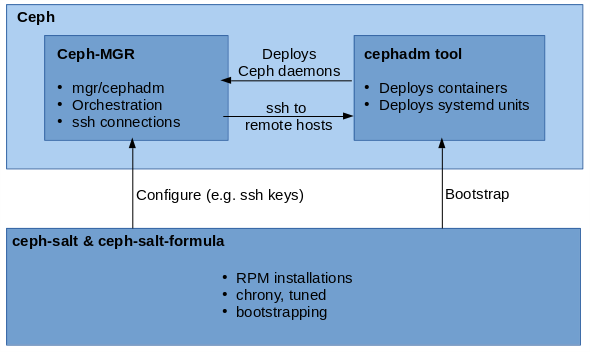 Ceph
Ceph-MGR
• mgr/cephadm
• Orchestration
• ssh connections
Deploys
Ceph daemons
ssh to
remote hosts
cephadm tool
• Deploys containers
• Deploys systemd units
Configure (e.g. ssh keys)
Bootstrap
ceph-salt & ceph-salt-formula
• RPM installations
• chrony, tuned
• bootstrapping